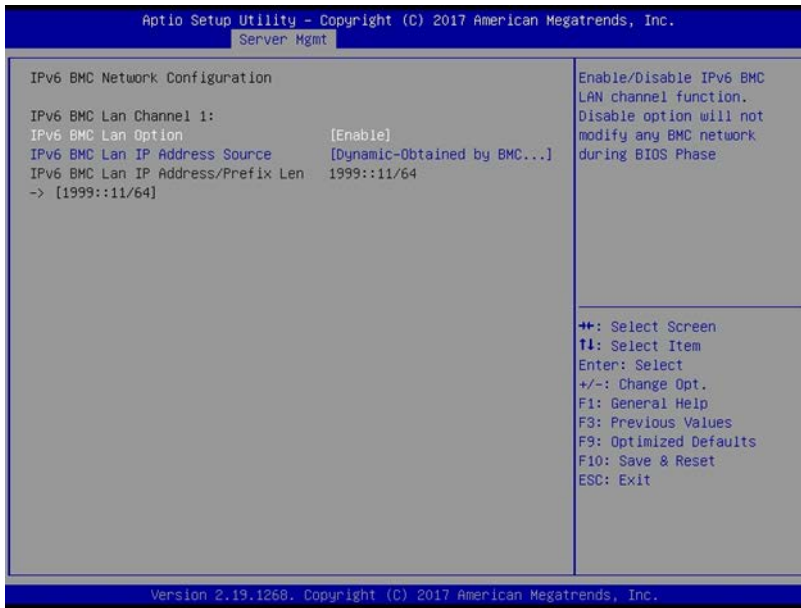 Aptio Setup Utility – Copyright (C) 2017 American Megatrends, Inc.
Server Mgmt
IPv6 BMC Network Configuration
IPv6 BMC Lan Channel 1:
IPv6 BMC Lan Option [Enable]
IPv6 BMC Lan IP Address Source [Dynamic-Obtained by BMC...]
IPv6 BMC Lan IP Address/Prefix Len 1999::11/64
-> [1999::11/64]
Enable/Disable IPv6 BMC
LAN channel function.
Disable option will not
modify any BMC network
during BIOS Phase
→←: Select Screen
↑↓: Select Item
Enter: Select
+/-: Change Opt.
F1: General Help
F3: Previous Values
F9: Optimized Defaults
F10: Save & Reset
ESC: Exit
Version 2.19.1268. Copyright (C) 2017 American Megatrends, Inc.